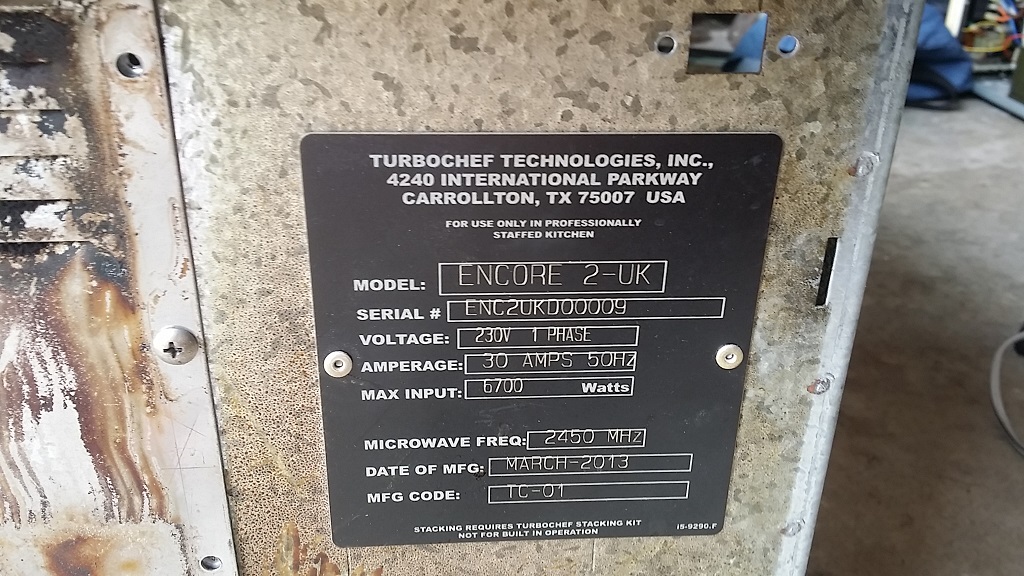 TURBOCHEF TECHNOLOGIES, INC.,
4240 INTERNATIONAL PARKWAY
CARROLLTON, TX 75007 USA
FOR USE ONLY IN PROFESSIONALLY
STAFFED KITCHEN
MODEL: ENCORE 2-UK
SERIAL # ENC2UKD00009
VOLTAGE: 230V 1 PHASE
AMPERAGE: 30 AMPS 50Hz
MAX INPUT: 6700 Watts
MICROWAVE FREQ: 2450 MHz
DATE OF MFG: MARCH-2013
MFG CODE: TC-01
STACKING REQUIRES TURBOCHEF STACKING KIT
NOT FOR BUILT IN OPERATION
I5-9290.F